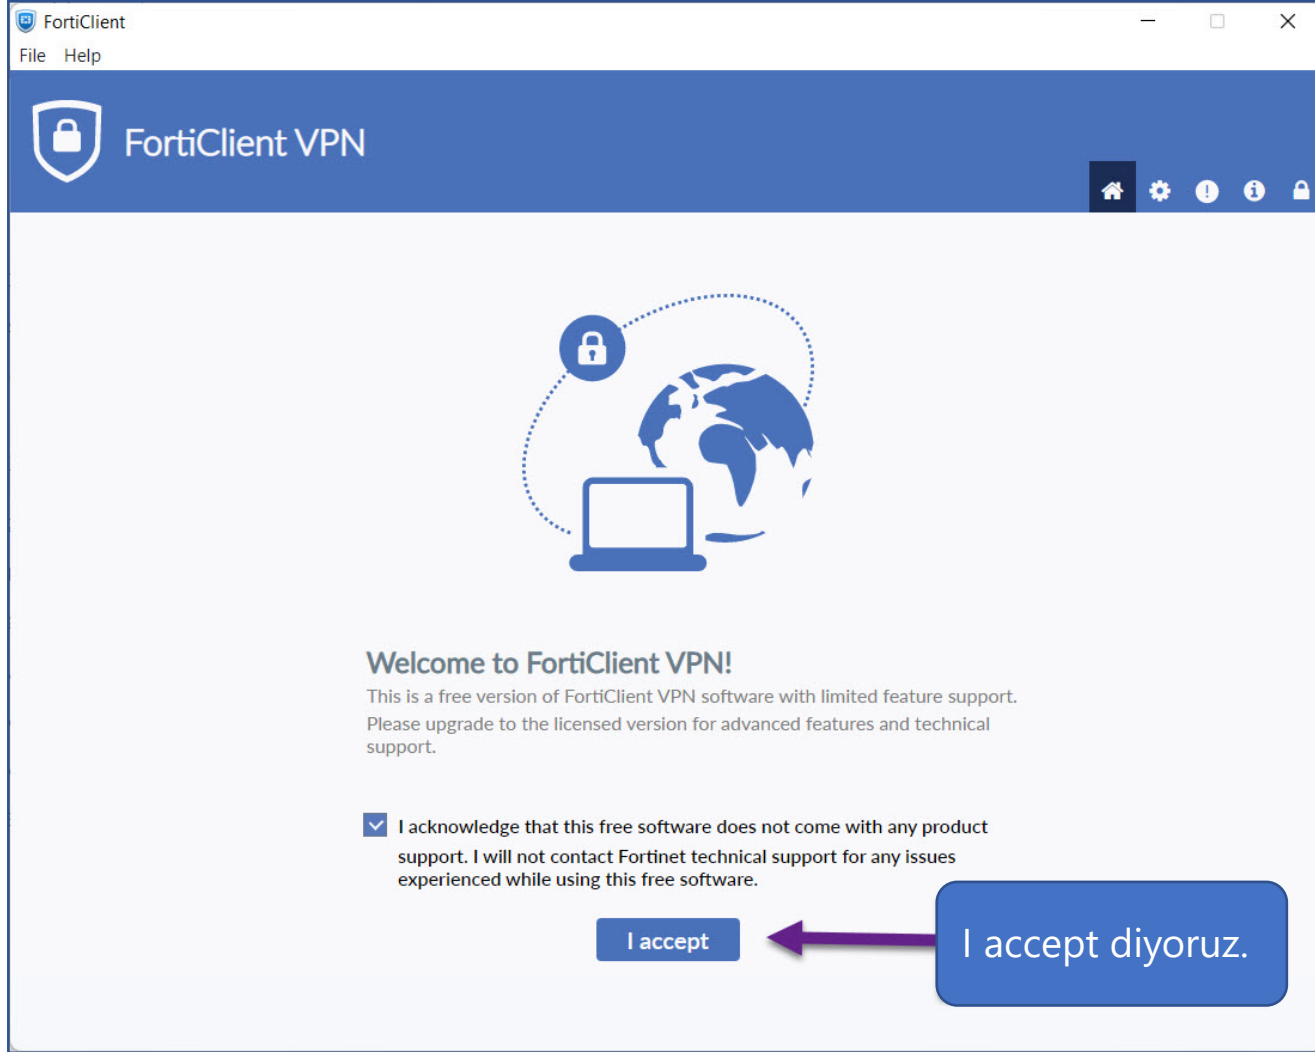 FortiClient
File Help
FortiClient VPN
Welcome to FortiClient VPN!
This is a free version of FortiClient VPN software with limited feature support.
Please upgrade to the licensed version for advanced features and technical
support.
I acknowledge that this free software does not come with any product
support. I will not contact Fortinet technical support for any issues
experienced while using this free software.
I accept
I accept diyoruz.